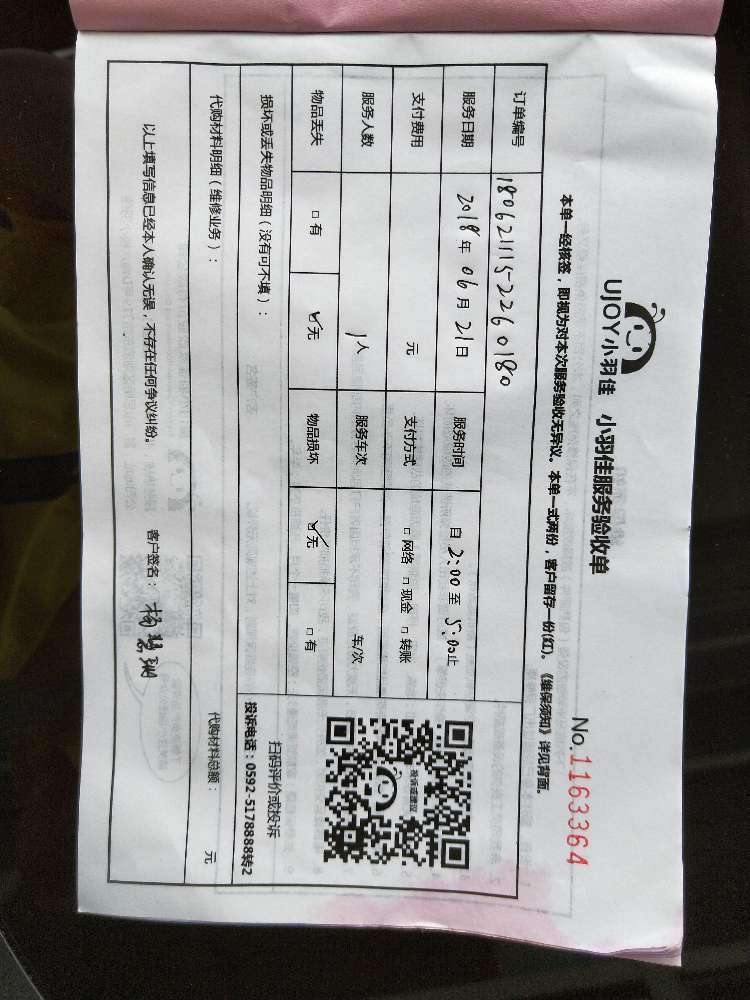 UJOY小羽佳 小羽佳服务验收单
No.1163364
本单一经核签，即视为对本次服务验收无异议。本单一式两份，客户留存一份(红)。《维保须知》详见背面。
订单编号 1806211152260180
服务日期 2018年06月21日 服务时间 自2:00至5:00止
支付费用 元 支付方式 □网络 □现金 □转账
服务人数 1人 服务车次 车/次
物品丢失 □有 ☑无 物品损坏 ☑无 □有
损坏或丢失物品明细（没有可不填）：
投诉或建议
扫码评价或投诉
投诉电话：0592-5178888转2
代购材料明细（维修业务）：
代购材料总额： 元
以上填写信息已经本人确认无误，不存在任何争议纠纷。 客户签名：